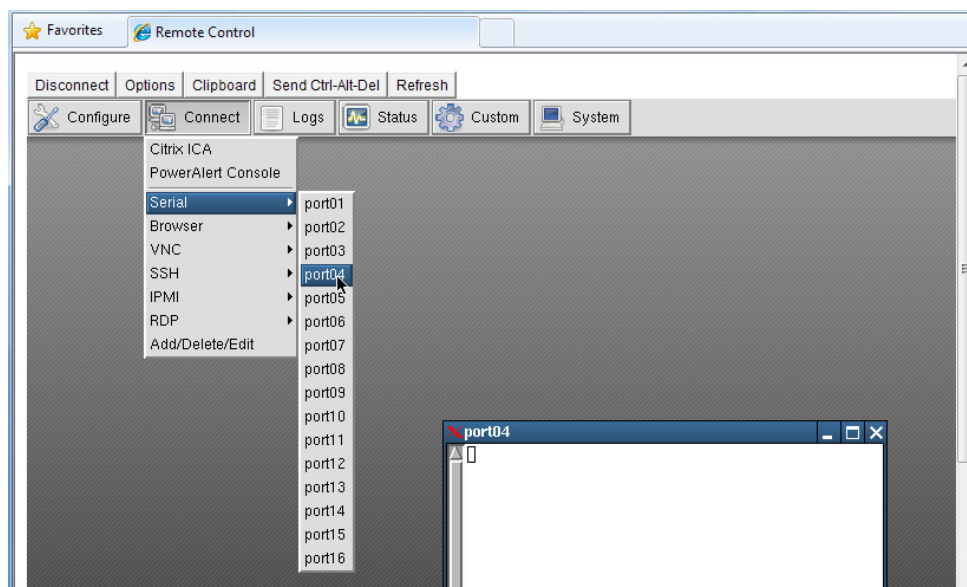 Favorites Remote Control
Disconnect Options Clipboard Send Ctrl-Alt-Del Refresh
Configure Connect Logs Status Custom System
Citrix ICA
PowerAlert Console
Serial port01
Browser port02
VNC port03
SSH port04
IPMI port05
RDP port06
Add/Delete/Edit port07
port08
port09
port10
port11
port04
port12
port13
port14
port15
port16